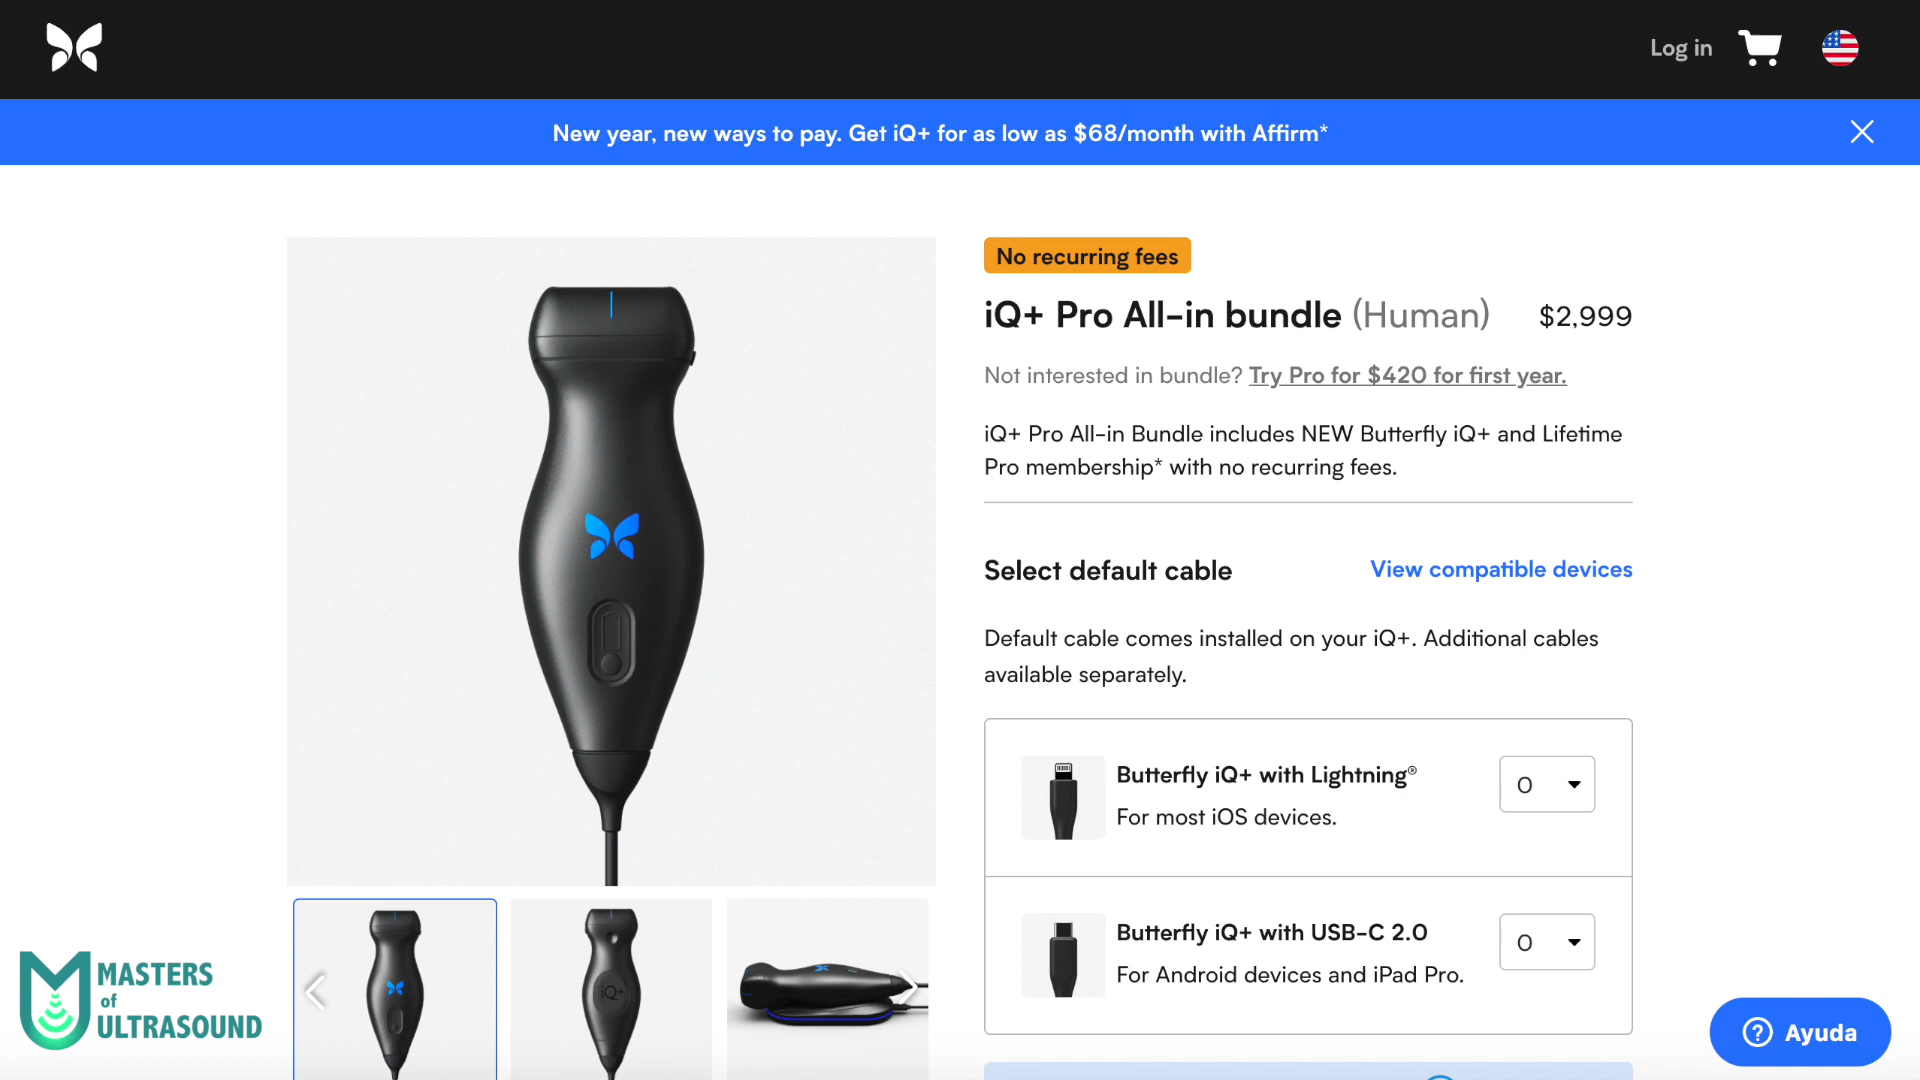 Log in
New year, new ways to pay. Get iQ+ for as low as $68/month with Affirm*
No recurring fees
iQ+ Pro All-in bundle (Human) $2,999
Not interested in bundle? Try Pro for $420 for first year.
iQ+ Pro All-in Bundle includes NEW Butterfly iQ+ and Lifetime
Pro membership* with no recurring fees.
Select default cable
View compatible devices
Default cable comes installed on your iQ+. Additional cables
available separately.
Butterfly iQ+ with Lightning®
For most iOS devices.
0
Butterfly iQ+ with USB-C 2.0
For Android devices and iPad Pro.
0
iQ+
MASTERS
of
ULTRASOUND
Ayuda